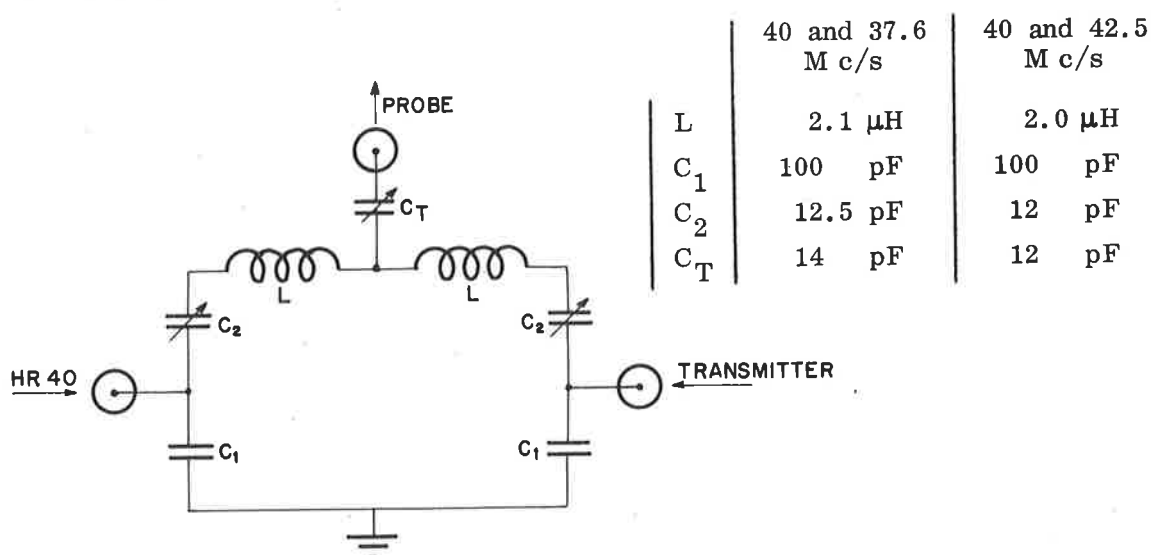 40 and 37.6 40 and 42.5
M c/s M c/s
L 2.1 μH 2.0 μH
C1 100 pF 100 pF
C2 12.5 pF 12 pF
CT 14 pF 12 pF
PROBE
CT
L L
C2 C2
HR 40 TRANSMITTER
C1 C1